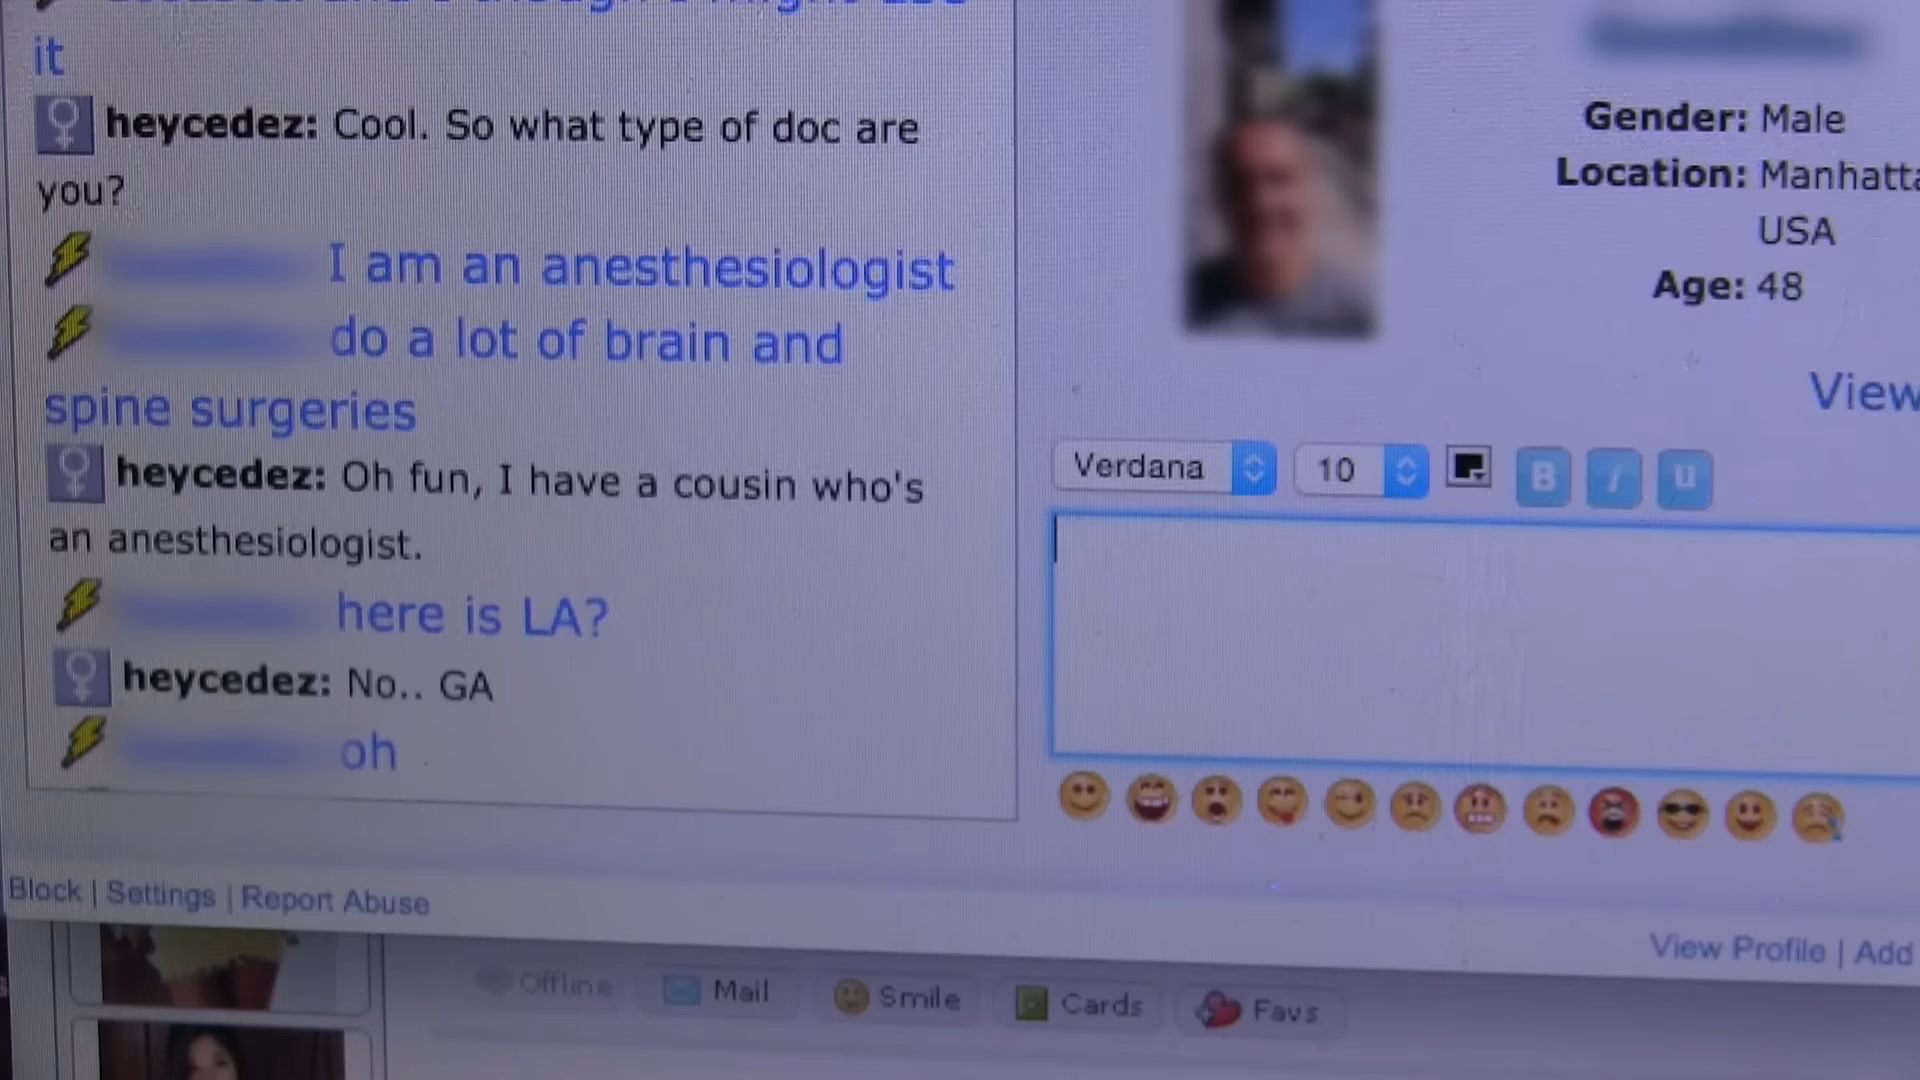 it
heycedez: Cool. So what type of doc are
you?
I am an anesthesiologist
do a lot of brain and
spine surgeries
heycedez: Oh fun, I have a cousin who's
an anesthesiologist.
here is LA?
heycedez: No.. GA
oh
Block | Settings | Report Abuse
Gender: Male
Location: Manhatta
USA
Age: 48
View
Verdana 10 B i u
View Profile | Add
Offline Mail Smile Cards Favs